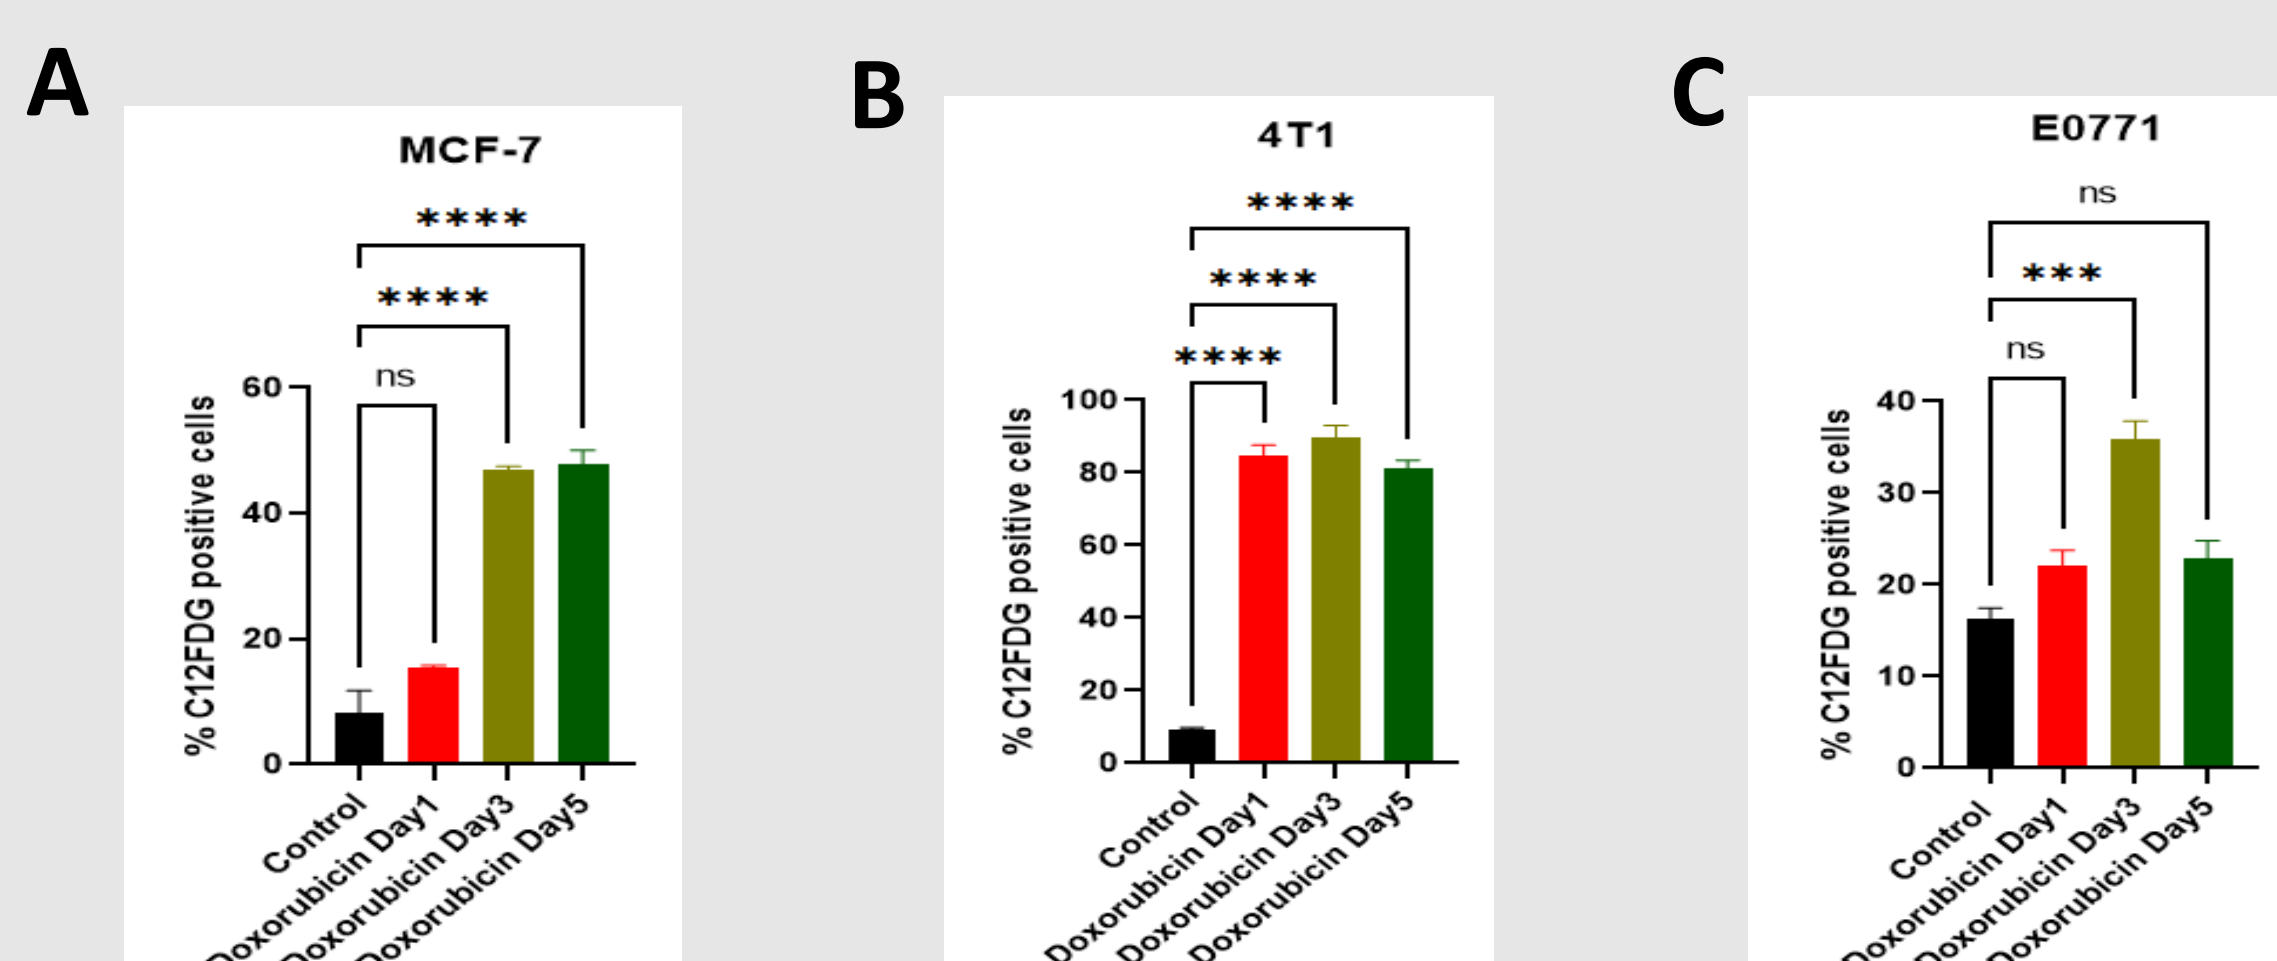 A
MCF-7
****
****
ns
% C12FDG positive cells
60
40
20
0
Control
Doxorubicin Day1
Doxorubicin Day3
Doxorubicin Day5
B
4T1
****
****
****
% C12FDG positive cells
100
80
60
40
20
0
Control
Doxorubicin Day1
Doxorubicin Day3
Doxorubicin Day5
C
E0771
ns
***
ns
% C12FDG positive cells
40
30
20
10
0
Control
Doxorubicin Day1
Doxorubicin Day3
Doxorubicin Day5